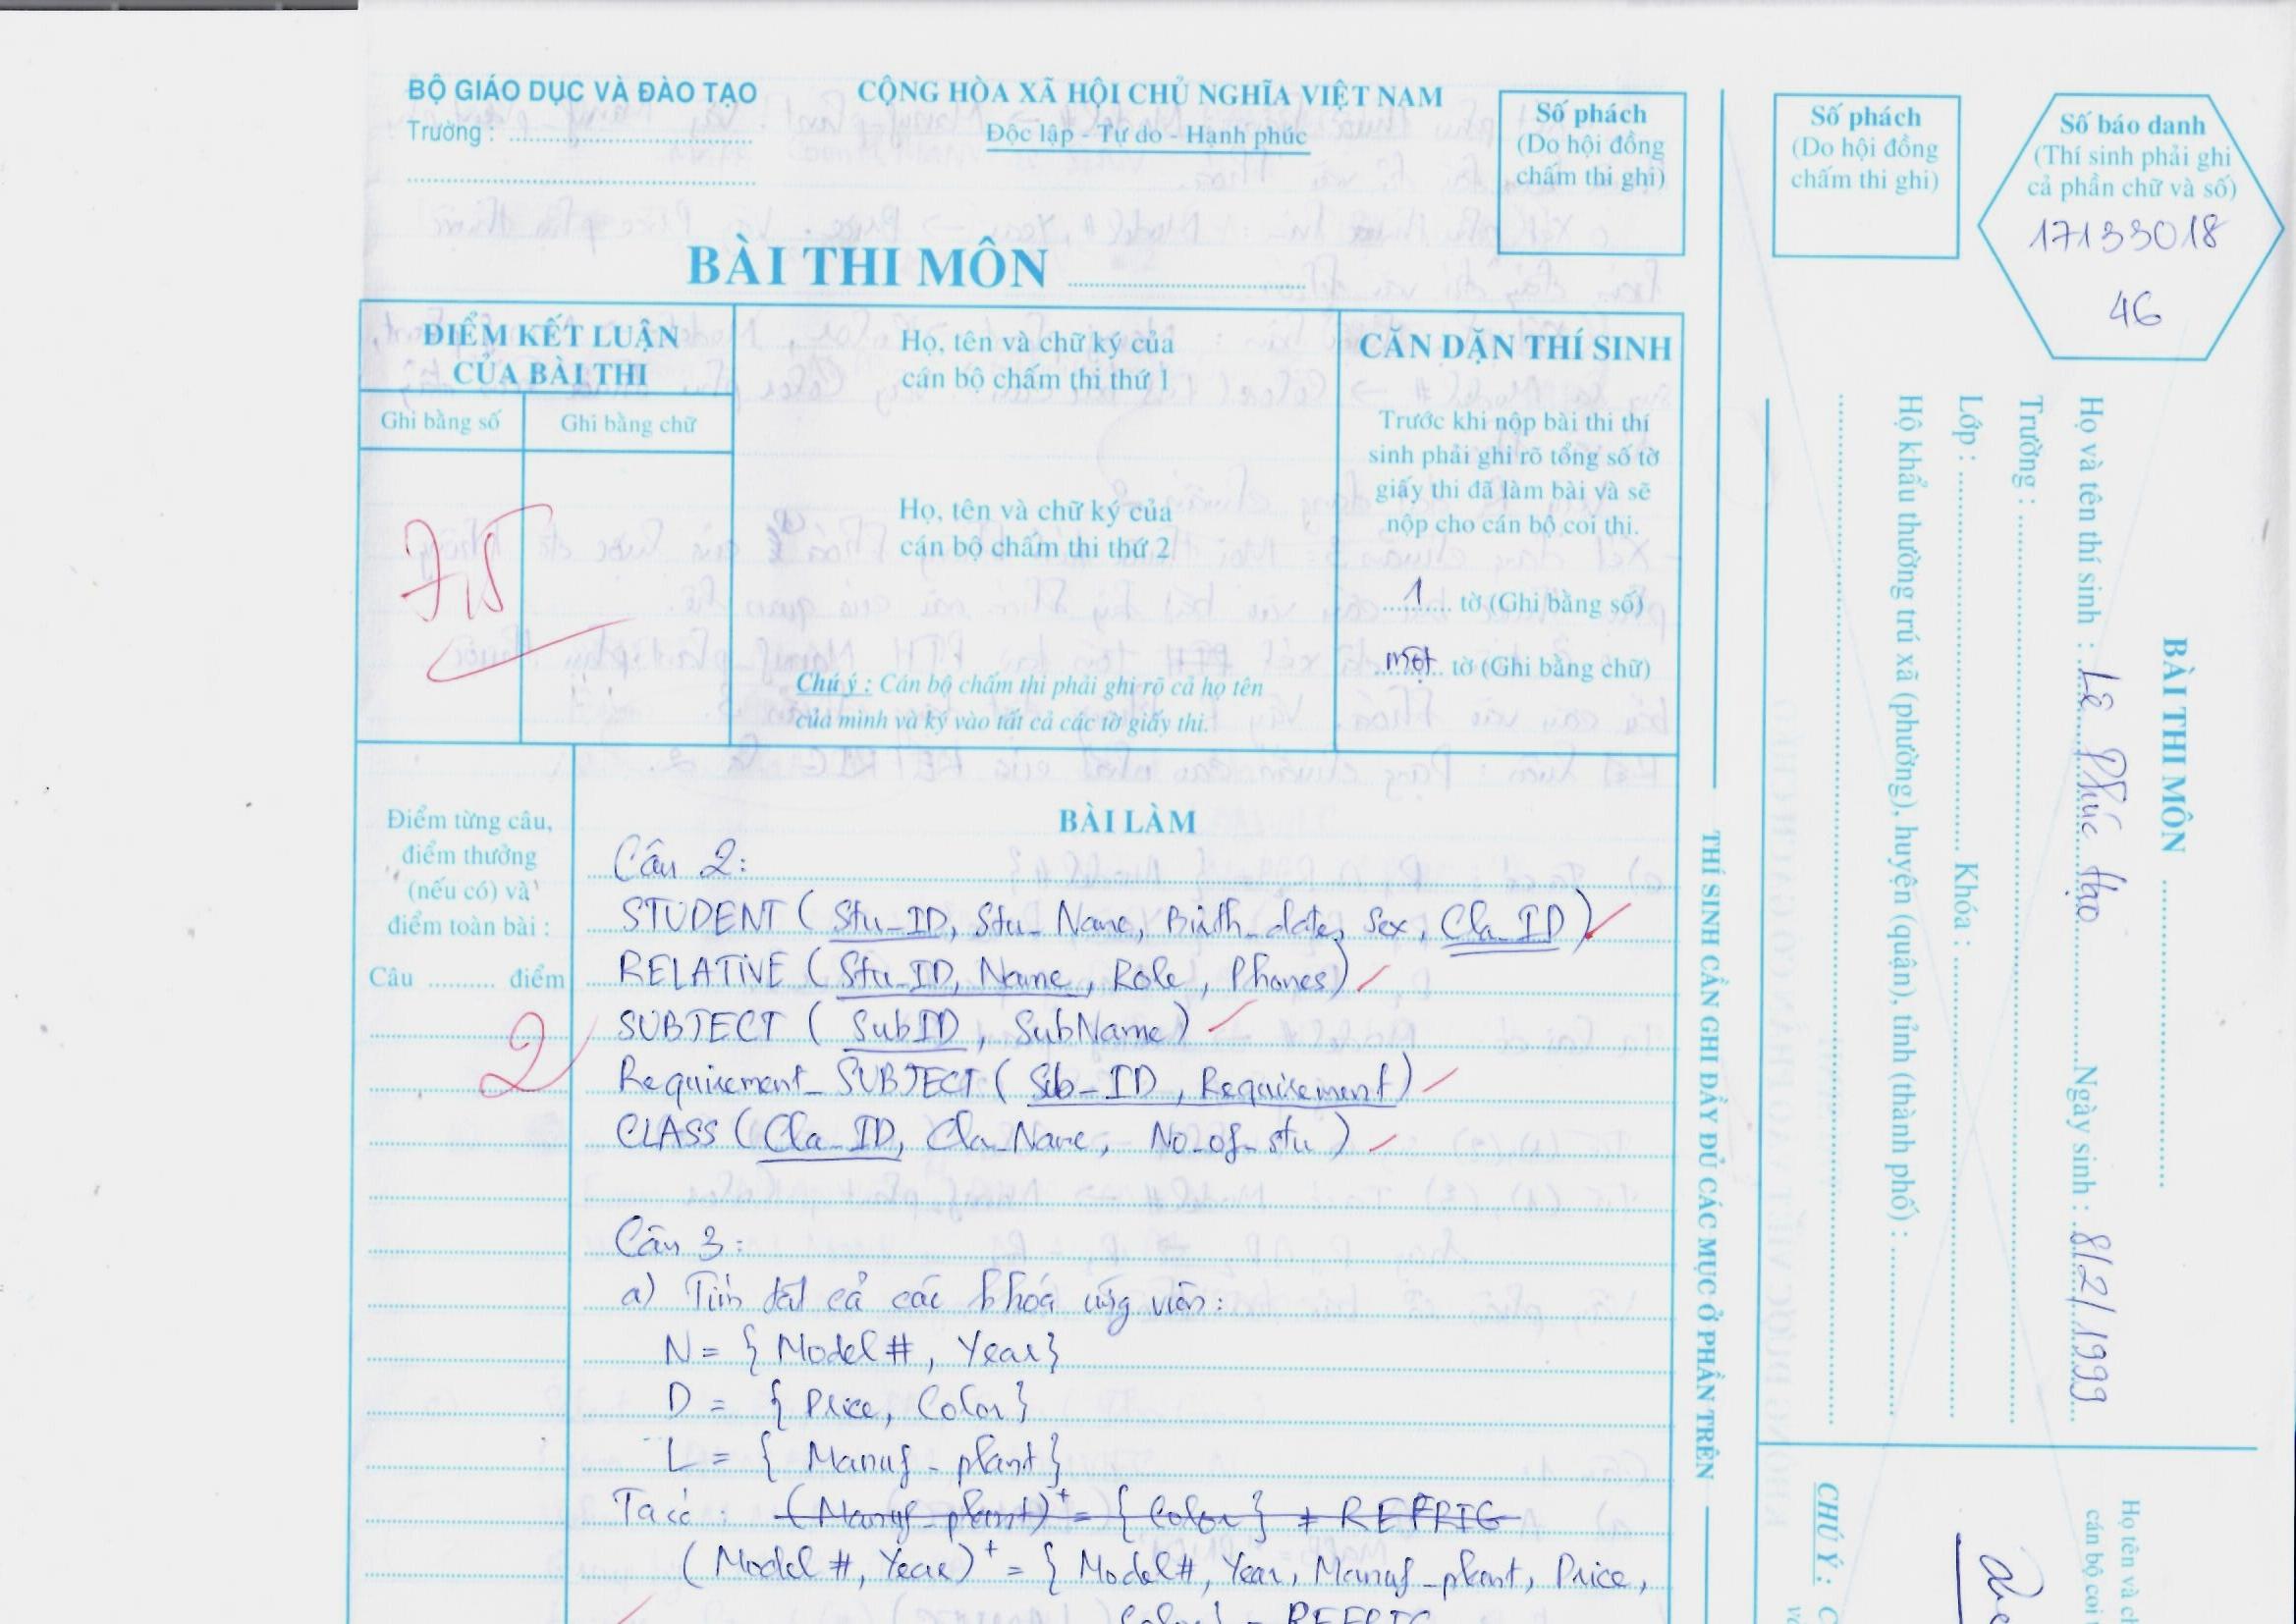 BỘ GIÁO DỤC VÀ ĐÀO TẠO
Trường :
CỘNG HÒA XÃ HỘI CHỦ NGHĨA VIỆT NAM
Độc lập - Tự do - Hạnh phúc
BÀI THI MÔN
Số phách
(Do hội đồng
chấm thi ghi)
ĐIỂM KẾT LUẬN
CỦA BÀI THI
Ghi bằng số
Ghi bằng chữ
7,5
Họ, tên và chữ ký của
cán bộ chấm thi thứ 1
Họ, tên và chữ ký của
cán bộ chấm thi thứ 2
Chú ý : Cán bộ chấm thi phải ghi rõ cả họ tên
của mình và ký vào tất cả các tờ giấy thi.
CĂN DẶN THÍ SINH
Trước khi nộp bài thi thí
sinh phải ghi rõ tổng số tờ
giấy thi đã làm bài và sẽ
nộp cho cán bộ coi thi.
1 tờ (Ghi bằng số)
một tờ (Ghi bằng chữ)
Điểm từng câu,
điểm thưởng
(nếu có) và
điểm toàn bài :
Câu .......... điểm
2
BÀI LÀM
Câu 2:
STUDENT ( Stu_ID, Stu_Name, Birth_date, Sex, Cla_ID)
RELATIVE ( Stu_ID, Name, Role, Phones)
SUBJECT ( SubID, SubName)
Requirement_SUBJECT ( Sub_ID, Requirement)
CLASS ( Cla_ID, Cla_Name, No_of_stu )
Câu 3:
a) Tìm tất cả các khóa ứng viên:
N = { Model #, Year}
D = { Price, Color}
L = { Manuf_plant}
Ta có : (Manuf_plant)+ = { Color} ≠ REFRIG
(Model #, Year)+ = { Model#, Year, Manuf_plant, Price,
Color} = REFRIG
THÍ SINH CẦN GHI ĐẦY ĐỦ CÁC MỤC Ở PHẦN TRÊN
Số phách
(Do hội đồng
chấm thi ghi)
Số báo danh
(Thí sinh phải ghi
cả phần chữ và số)
17133018
46
BÀI THI MÔN
Họ và tên thí sinh : Lê Phúc Hạo Ngày sinh : 8/2/1999
Trường :
Lớp : Khóa :
Hộ khẩu thường trú xã (phường), huyện (quận), tỉnh (thành phố) :
CHÚ Ý :
Họ tên và
cán bộ coi